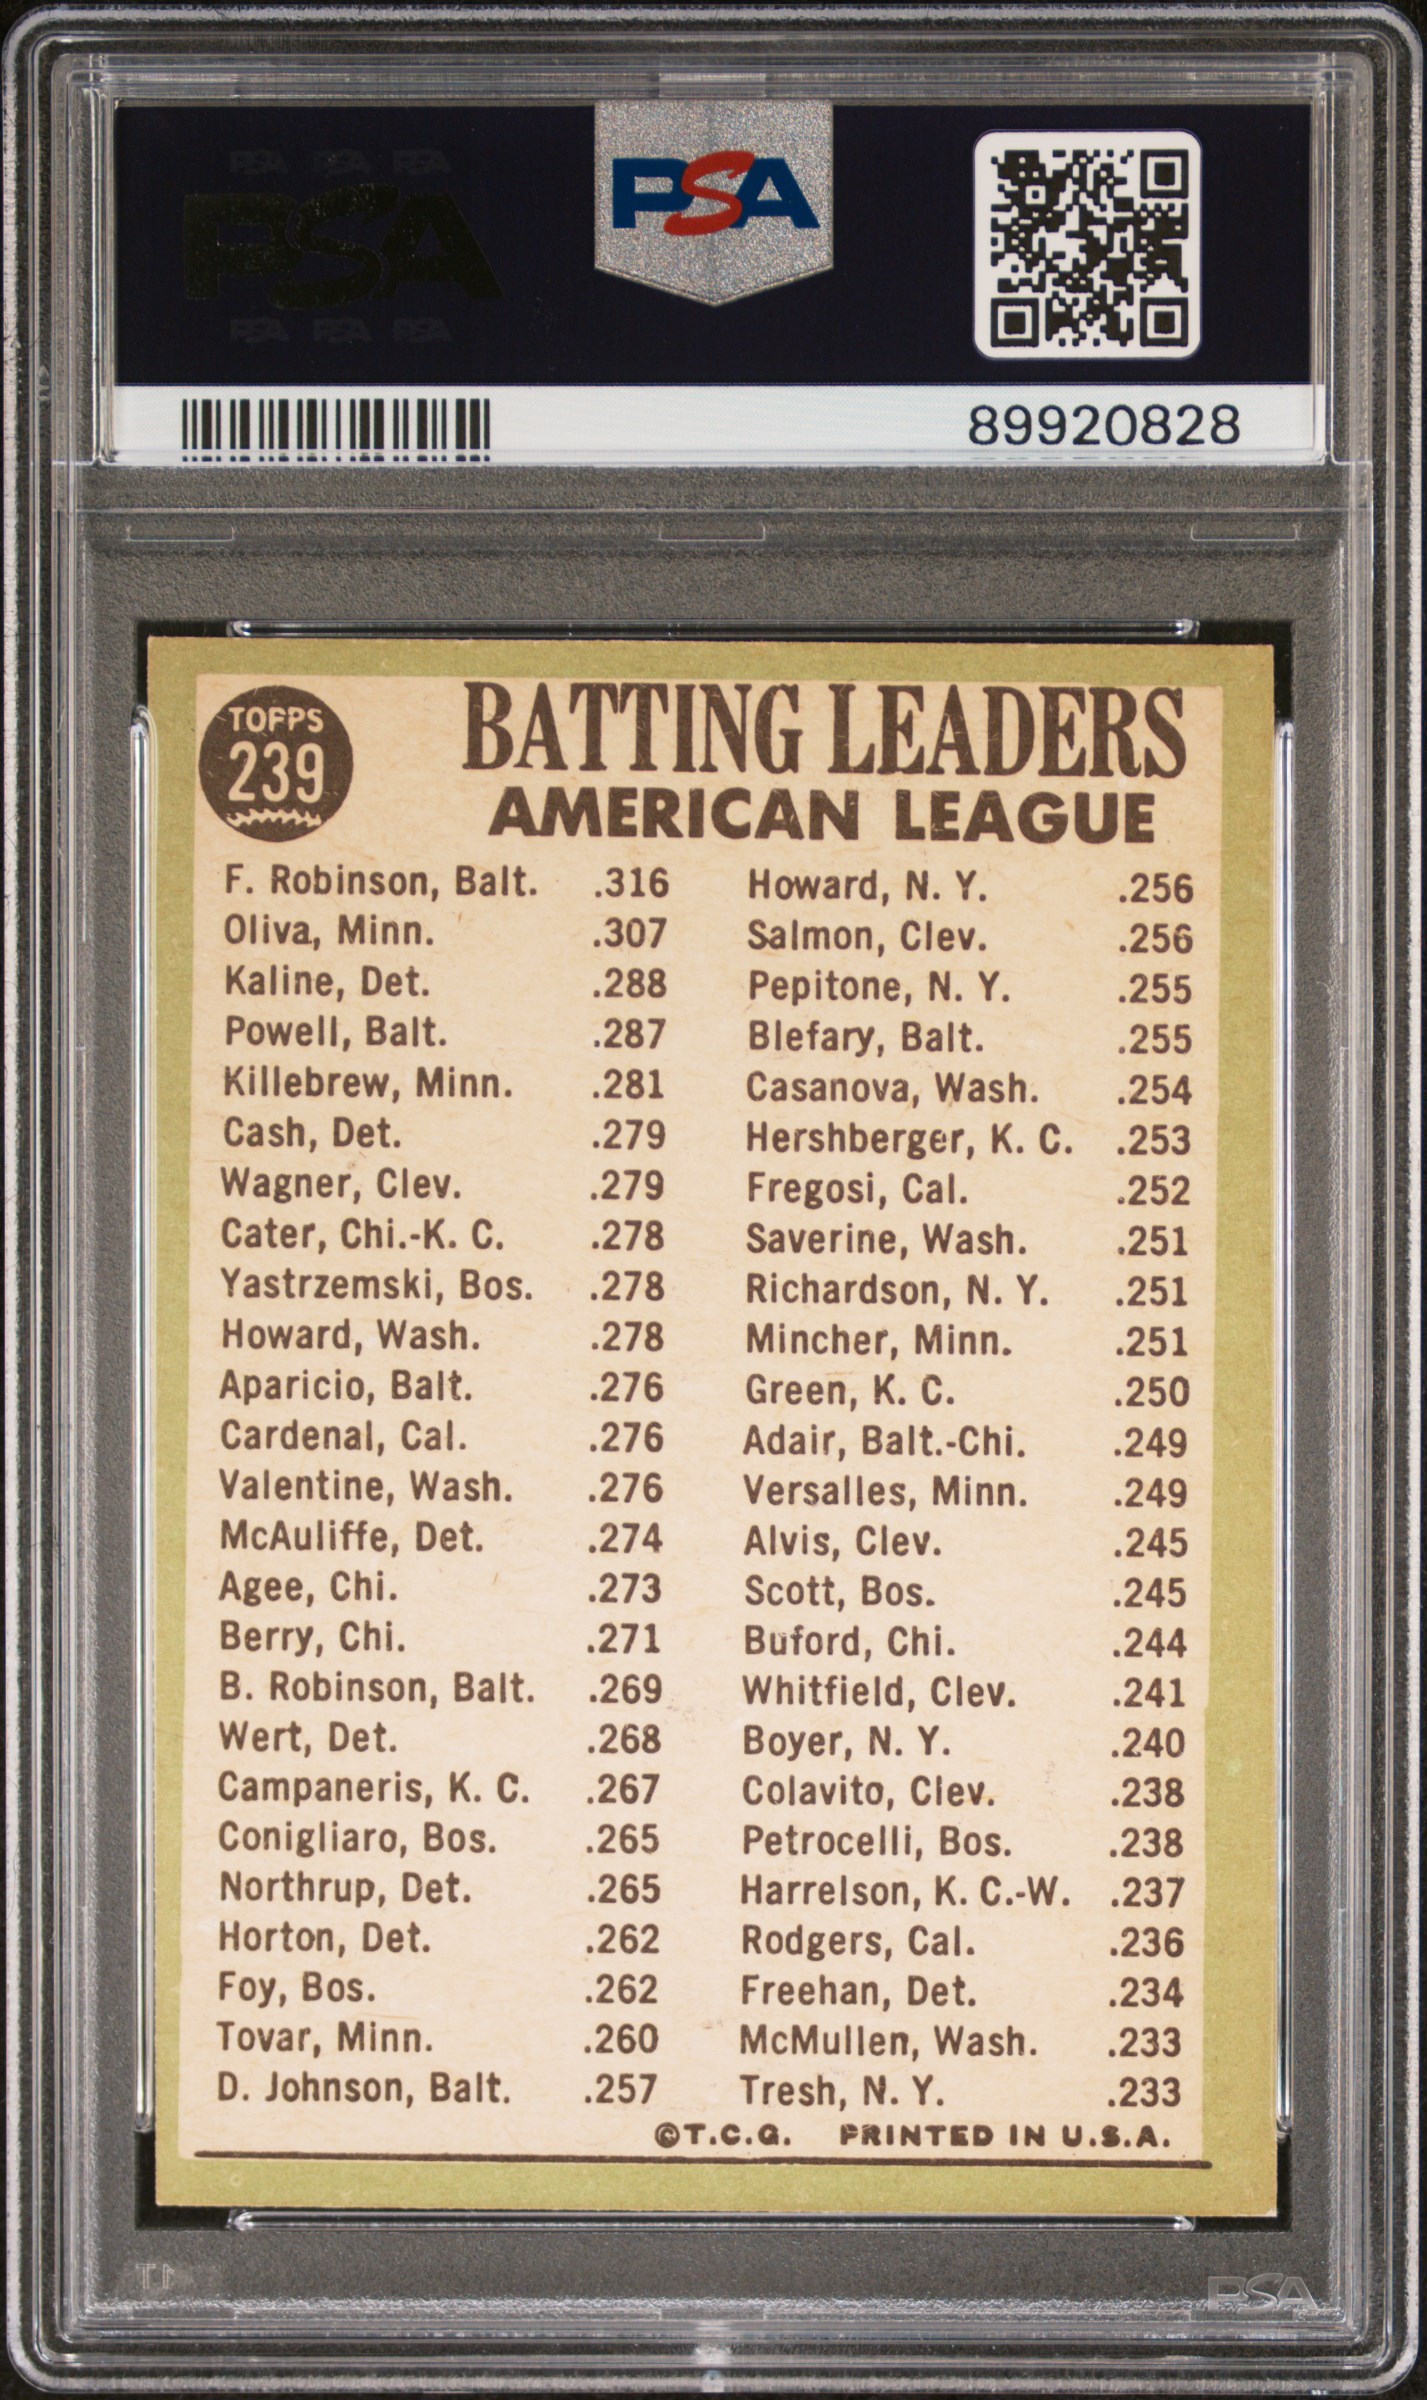 PSA PSA PSA
PSA
PSA PSA PSA
PSA
89920828
TOPPS
239
BATTING LEADERS
AMERICAN LEAGUE
F. Robinson, Balt. .316
Oliva, Minn. .307
Kaline, Det. .288
Powell, Balt. .287
Killebrew, Minn. .281
Cash, Det. .279
Wagner, Clev. .279
Cater, Chi.-K. C. .278
Yastrzemski, Bos. .278
Howard, Wash. .278
Aparicio, Balt. .276
Cardenal, Cal. .276
Valentine, Wash. .276
McAuliffe, Det. .274
Agee, Chi. .273
Berry, Chi. .271
B. Robinson, Balt. .269
Wert, Det. .268
Campaneris, K. C. .267
Conigliaro, Bos. .265
Northrup, Det. .265
Horton, Det. .262
Foy, Bos. .262
Tovar, Minn. .260
D. Johnson, Balt. .257
Howard, N. Y. .256
Salmon, Clev. .256
Pepitone, N. Y. .255
Blefary, Balt. .255
Casanova, Wash. .254
Hershberger, K. C. .253
Fregosi, Cal. .252
Saverine, Wash. .251
Richardson, N. Y. .251
Mincher, Minn. .251
Green, K. C. .250
Adair, Balt.-Chi. .249
Versalles, Minn. .249
Alvis, Clev. .245
Scott, Bos. .245
Buford, Chi. .244
Whitfield, Clev. .241
Boyer, N. Y. .240
Colavito, Clev. .238
Petrocelli, Bos. .238
Harrelson, K. C.-W. .237
Rodgers, Cal. .236
Freehan, Det. .234
McMullen, Wash. .233
Tresh, N. Y. .233
©T.C.G. PRINTED IN U.S.A.
PSA